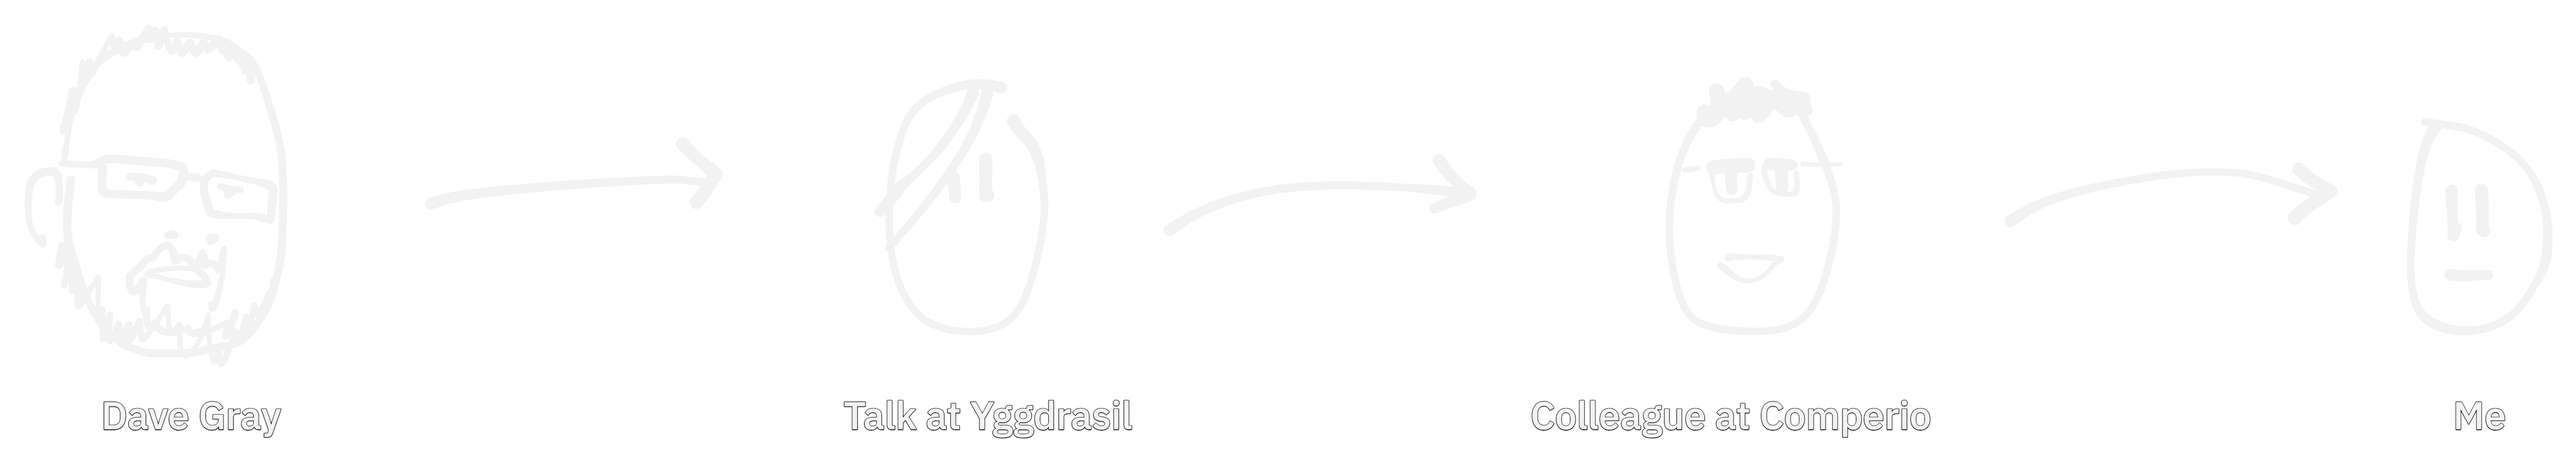 Dave Gray
Talk at Yggdrasil
Colleague at Comperio
Me